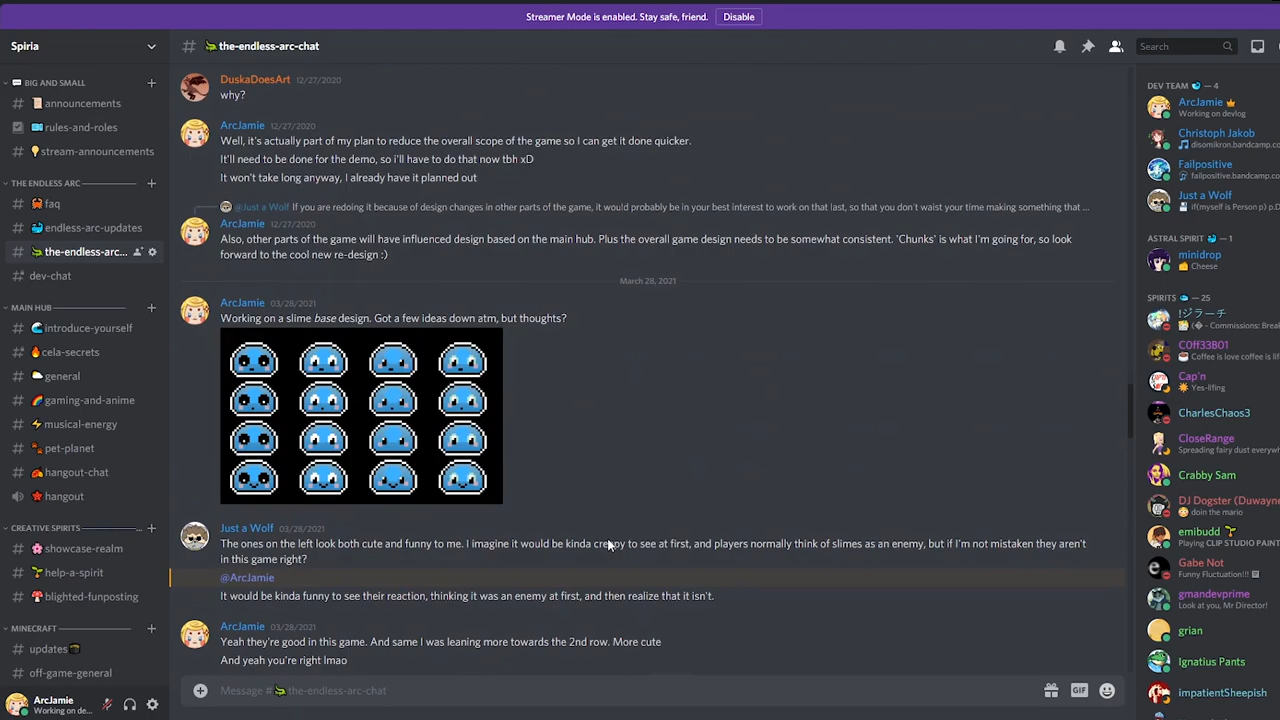 Streamer Mode is enabled. Stay safe, friend. Disable
Spiria
BIG AND SMALL
announcements
rules-and-roles
stream-announcements
THE ENDLESS ARC
faq
endless-arc-updates
the-endless-arc...
dev-chat
MAIN HUB
introduce-yourself
cela-secrets
general
gaming-and-anime
musical-energy
pet-planet
hangout-chat
hangout
CREATIVE SPIRITS
showcase-realm
help-a-spirit
blighted-funposting
MINECRAFT
updates
off-game-general
ArcJamie
Working on de...
# the-endless-arc-chat
Search
DuskaDoesArt 12/27/2020
why?
ArcJamie 12/27/2020
Well, it's actually part of my plan to reduce the overall scope of the game so I can get it done quicker.
It'll need to be done for the demo, so i'll have to do that now tbh xD
It won't take long anyway, I already have it planned out
@Just a Wolf If you are redoing it because of design changes in other parts of the game, it would probably be in your best interest to work on that last, so that you don't waist your time making something that ...
ArcJamie 12/27/2020
Also, other parts of the game will have influenced design based on the main hub. Plus the overall game design needs to be somewhat consistent. 'Chunks' is what I'm going for, so look
forward to the cool new re-design :)
March 28, 2021
ArcJamie 03/28/2021
Working on a slime base design. Got a few ideas down atm, but thoughts?
Just a Wolf 03/28/2021
The ones on the left look both cute and funny to me. I imagine it would be kinda creepy to see at first, and players normally think of slimes as an enemy, but if I'm not mistaken they aren't
in this game right?
@ArcJamie
It would be kinda funny to see their reaction, thinking it was an enemy at first, and then realize that it isn't.
ArcJamie 03/28/2021
Yeah they're good in this game. And same I was leaning more towards the 2nd row. More cute
And yeah you're right lmao
Message # the-endless-arc-chat
GIF
DEV TEAM — 4
ArcJamie
Working on devlog
Christoph Jakob
disomikron.bandcamp.c
Failpositive
failpositive.bandcamp.co
Just a Wolf
if(myself is Person p) p.D
ASTRAL SPIRIT — 1
minidrop
Cheese
SPIRITS — 25
!ジラーチ
- Commissions: Break
C0ff33B01
Coffee is love coffee is li
Cap'n
Yes-lifing
CharlesChaos3
CloseRange
Spreading fairy dust everywh
Crabby Sam
DJ Dogster (Duwayne
doin the mario
emibudd
Playing CLIP STUDIO PAINT
Gabe Not
Funny Fluctuation!!!
gmandevprime
Look at you, Mr Director!
grian
Ignatius Pants
impatientSheepish